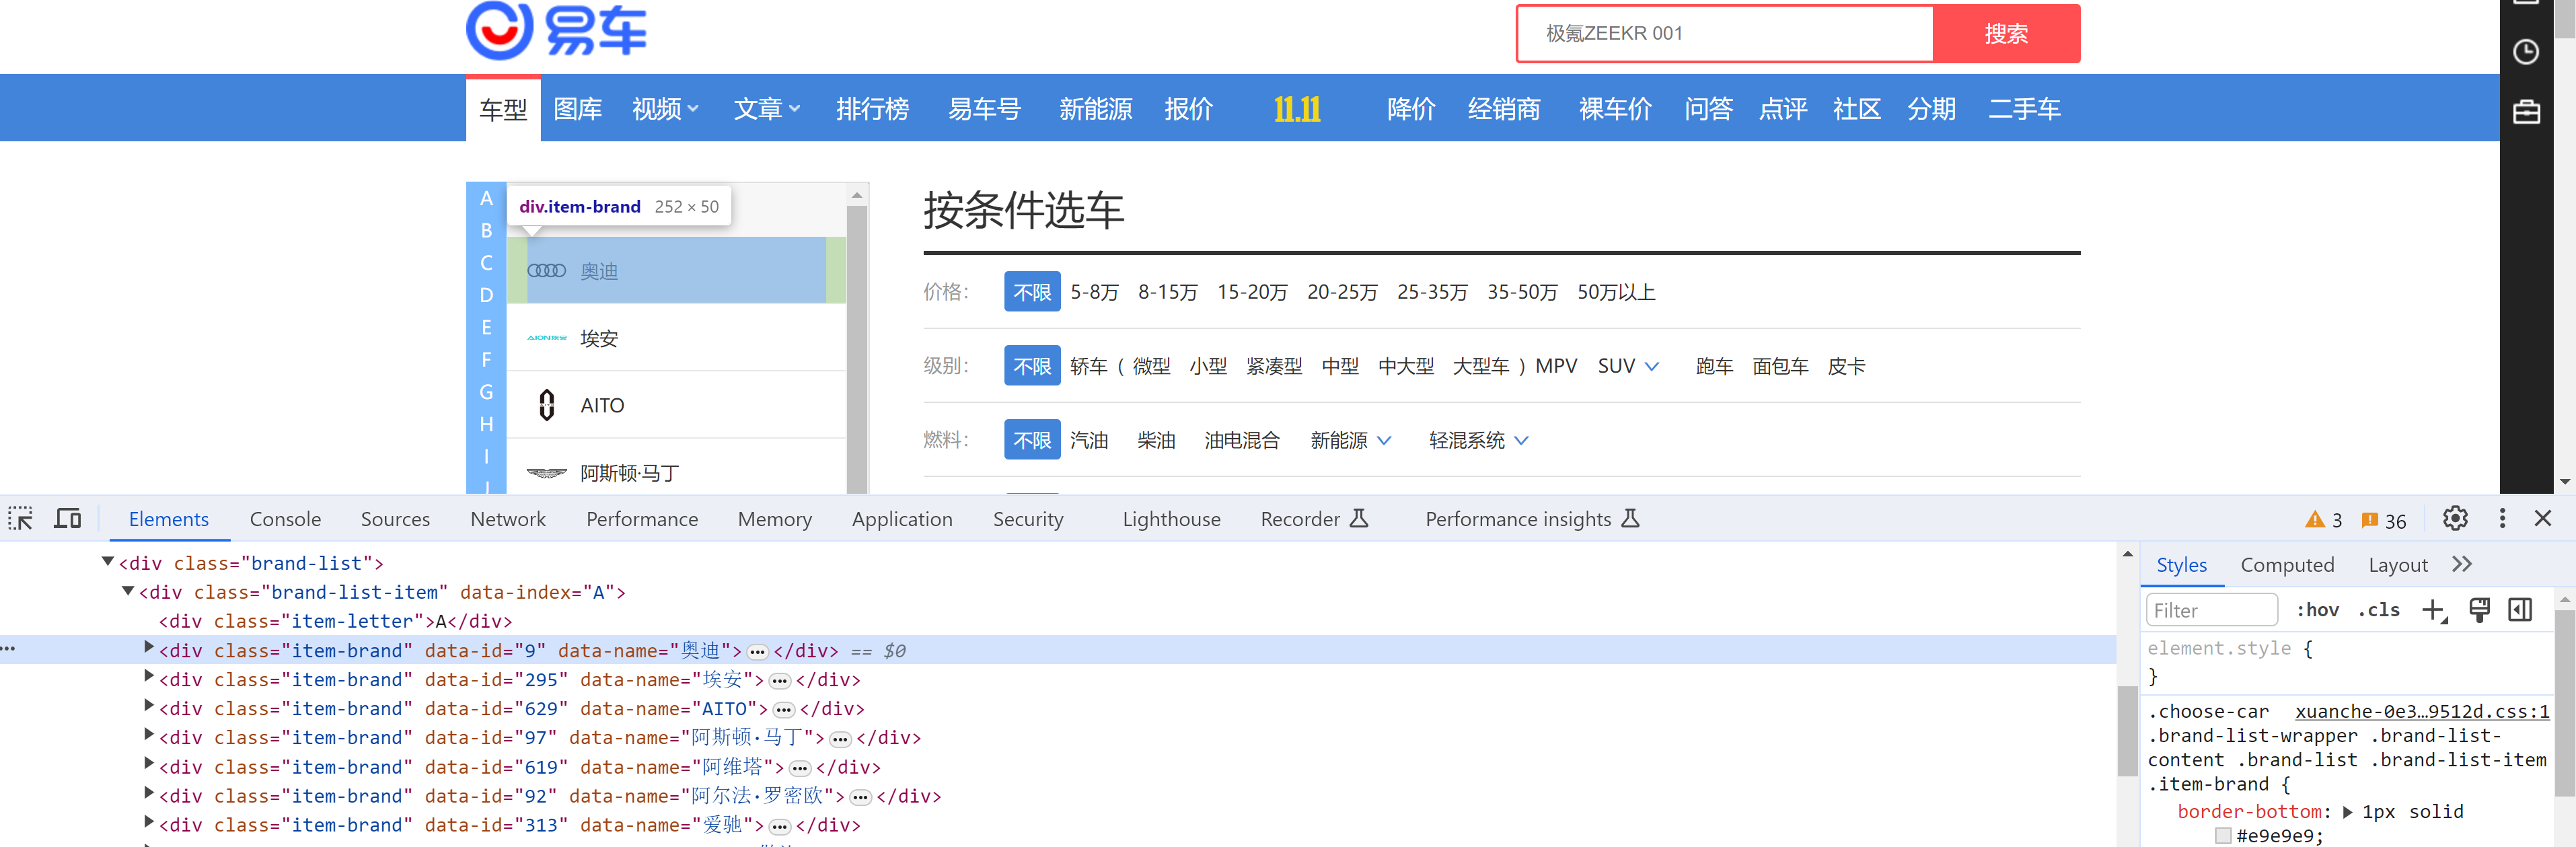 易车
极氪ZEEKR 001 搜索
车型 图库 视频 文章 排行榜 易车号 新能源 报价 11.11 降价 经销商 裸车价 问答 点评 社区 分期 二手车
A
B
C
D
E
F
G
H
I
J
div.item-brand 252 × 50
奥迪
AION埃安 埃安
AITO
阿斯顿·马丁
按条件选车
价格： 不限 5-8万 8-15万 15-20万 20-25万 25-35万 35-50万 50万以上
级别： 不限 轿车 ( 微型 小型 紧凑型 中型 中大型 大型车 ) MPV SUV 跑车 面包车 皮卡
燃料： 不限 汽油 柴油 油电混合 新能源 轻混系统
Elements Console Sources Network Performance Memory Application Security Lighthouse Recorder Performance insights 3 36
<div class="brand-list">
<div class="brand-list-item" data-index="A">
<div class="item-letter">A</div>
<div class="item-brand" data-id="9" data-name="奥迪">…</div> == $0
<div class="item-brand" data-id="295" data-name="埃安">…</div>
<div class="item-brand" data-id="629" data-name="AITO">…</div>
<div class="item-brand" data-id="97" data-name="阿斯顿·马丁">…</div>
<div class="item-brand" data-id="619" data-name="阿维塔">…</div>
<div class="item-brand" data-id="92" data-name="阿尔法·罗密欧">…</div>
<div class="item-brand" data-id="313" data-name="爱驰">…</div>
Styles Computed Layout
Filter :hov .cls
element.style {
}
.choose-car xuanche-0e3…9512d.css:1
.brand-list-wrapper .brand-list-
content .brand-list .brand-list-item
.item-brand {
border-bottom: 1px solid
#e9e9e9;